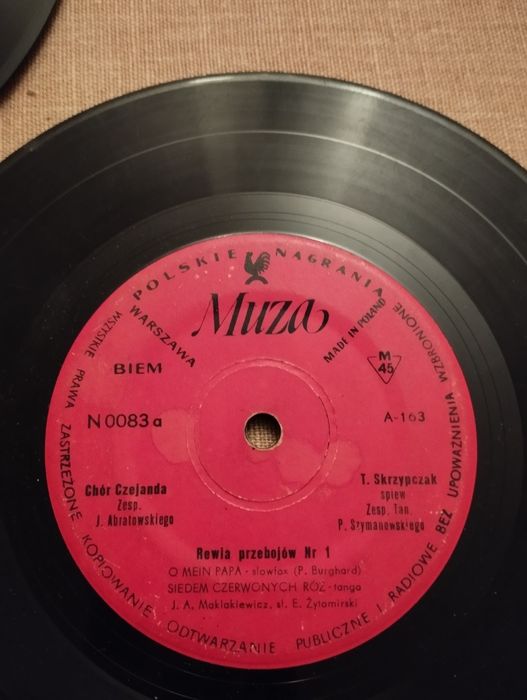 POLSKIE NAGRANIA
WARSZAWA
Muza
MADE IN POLAND
BIEM
M
45
N 0083 a
A-163
Chór Czejanda
Zesp.
J. Abratowskiego
T. Skrzypczak
śpiew
Zesp. Tan.
P. Szymanowskiego
Rewia przebojów Nr 1
O MEIN PAPA - slowfox (P. Burghard)
SIEDEM CZERWONYCH RÓŻ - tango
J. A. Maklakiewicz, sł. E. Żytomirski
WSZYSTKIE PRAWA ZASTRZEŻONE KOPIOWANIE, ODTWARZANIE PUBLICZNE I RADIOWE BEZ UPOWAŻNIENIA WZBRONIONE